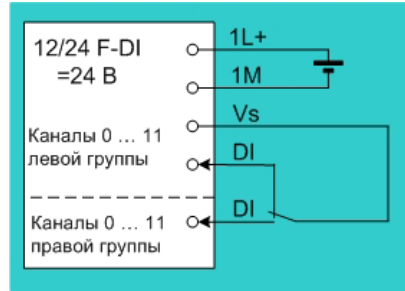 12/24 F-DI
=24 В
Каналы 0 ... 11
левой группы
Каналы 0 ... 11
правой группы
1L+
1M
Vs
DI
DI